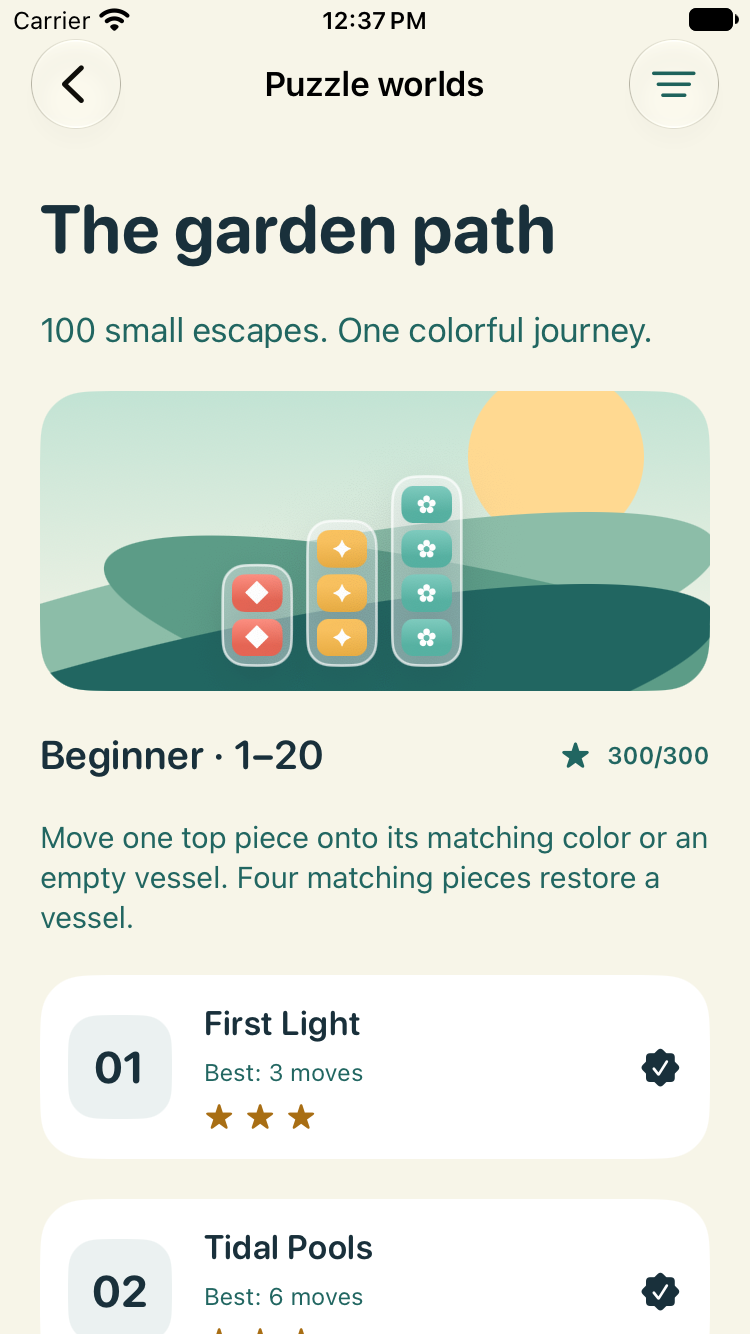 Carrier 12:37 PM
Puzzle worlds
The garden path
100 small escapes. One colorful journey.
Beginner · 1–20 300/300
Move one top piece onto its matching color or an
empty vessel. Four matching pieces restore a
vessel.
01
First Light
Best: 3 moves
02
Tidal Pools
Best: 6 moves